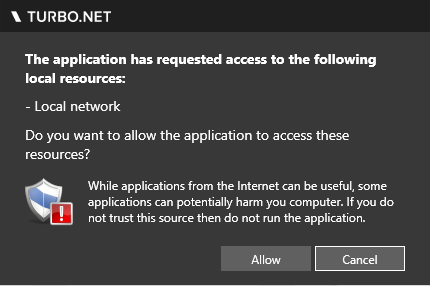 TURBO.NET
The application has requested access to the following
local resources:
- Local network
Do you want to allow the application to access these
resources?
While applications from the Internet can be useful, some
applications can potentially harm you computer. If you do
not trust this source then do not run the application.
Allow
Cancel